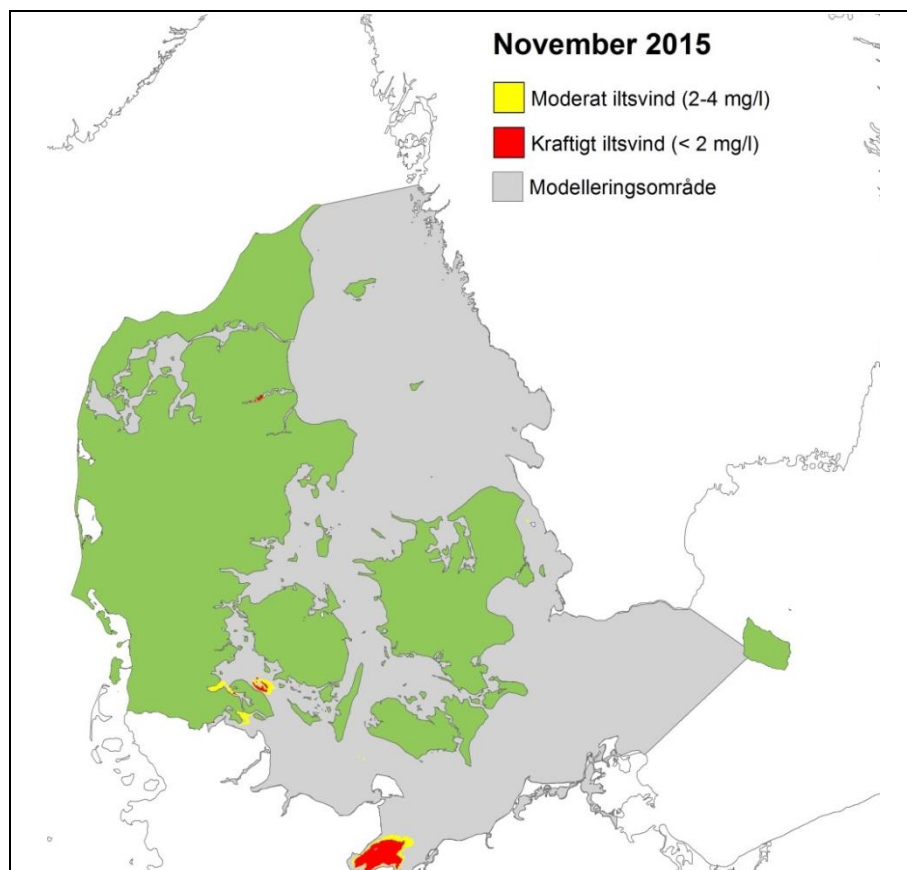 November 2015
Moderat iltsvind (2-4 mg/l)
Kraftigt iltsvind (< 2 mg/l)
Modelleringsområde